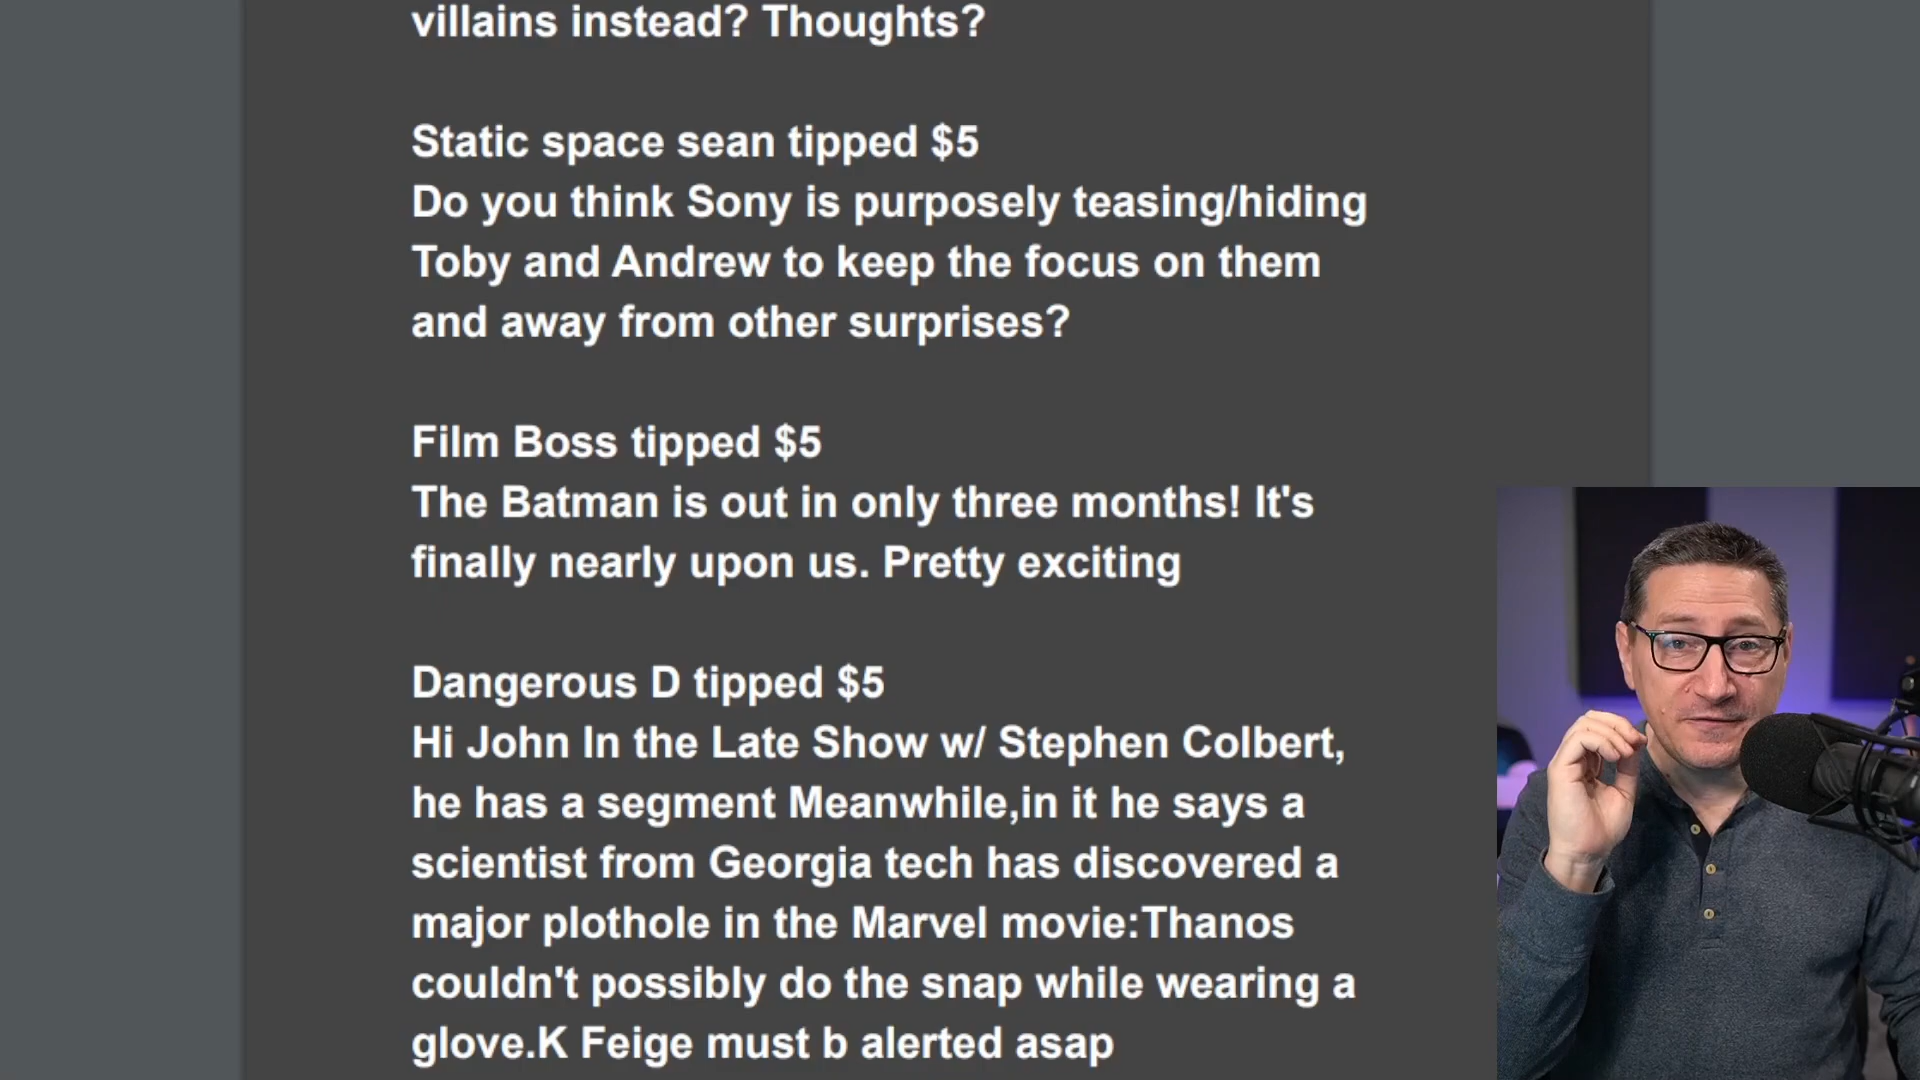 villains instead? Thoughts?
Static space sean tipped $5
Do you think Sony is purposely teasing/hiding
Toby and Andrew to keep the focus on them
and away from other surprises?
Film Boss tipped $5
The Batman is out in only three months! It's
finally nearly upon us. Pretty exciting
Dangerous D tipped $5
Hi John In the Late Show w/ Stephen Colbert,
he has a segment Meanwhile,in it he says a
scientist from Georgia tech has discovered a
major plothole in the Marvel movie:Thanos
couldn't possibly do the snap while wearing a
glove.K Feige must b alerted asap